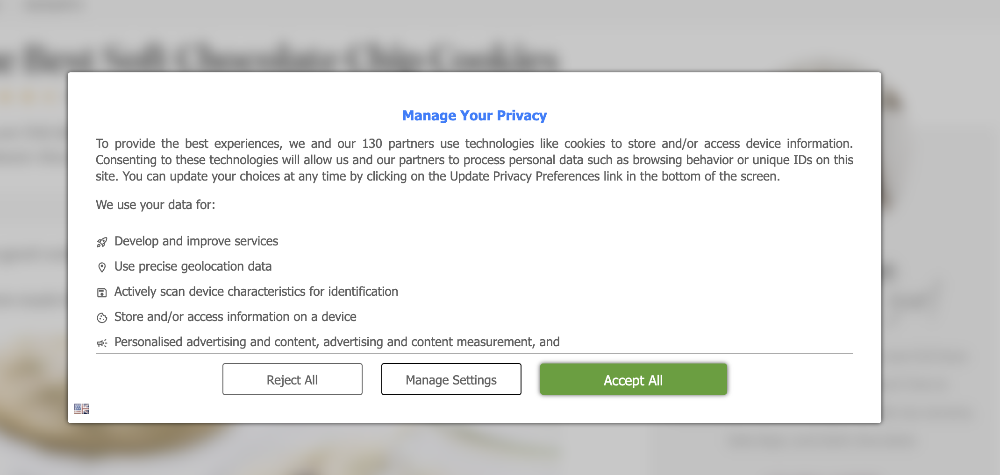 Best Soft Chocolate Chip Cookies
Manage Your Privacy
To provide the best experiences, we and our 130 partners use technologies like cookies to store and/or access device information.
Consenting to these technologies will allow us and our partners to process personal data such as browsing behavior or unique IDs on this
site. You can update your choices at any time by clicking on the Update Privacy Preferences link in the bottom of the screen.
We use your data for:
Develop and improve services
Use precise geolocation data
Actively scan device characteristics for identification
Store and/or access information on a device
Personalised advertising and content, advertising and content measurement, and
Reject All
Manage Settings
Accept All